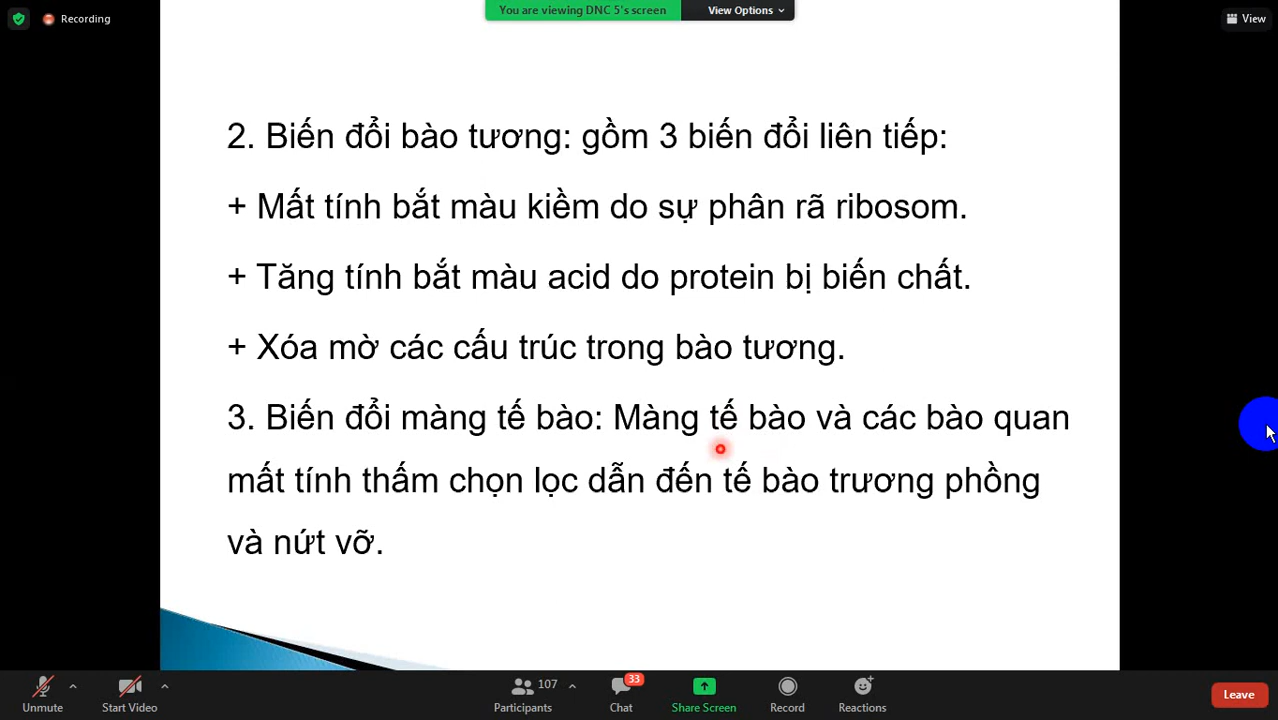 You are viewing DNC 5's screen
View Options
Recording
View
2. Biến đổi bào tương: gồm 3 biến đổi liên tiếp:
+ Mất tính bắt màu kiềm do sự phân rã ribosom.
+ Tăng tính bắt màu acid do protein bị biến chất.
+ Xóa mờ các cấu trúc trong bào tương.
3. Biến đổi màng tế bào: Màng tế bào và các bào quan
mất tính thấm chọn lọc dẫn đến tế bào trương phồng
và nứt vỡ.
107
33
Unmute
Start Video
Participants
Chat
Share Screen
Record
Reactions
Leave